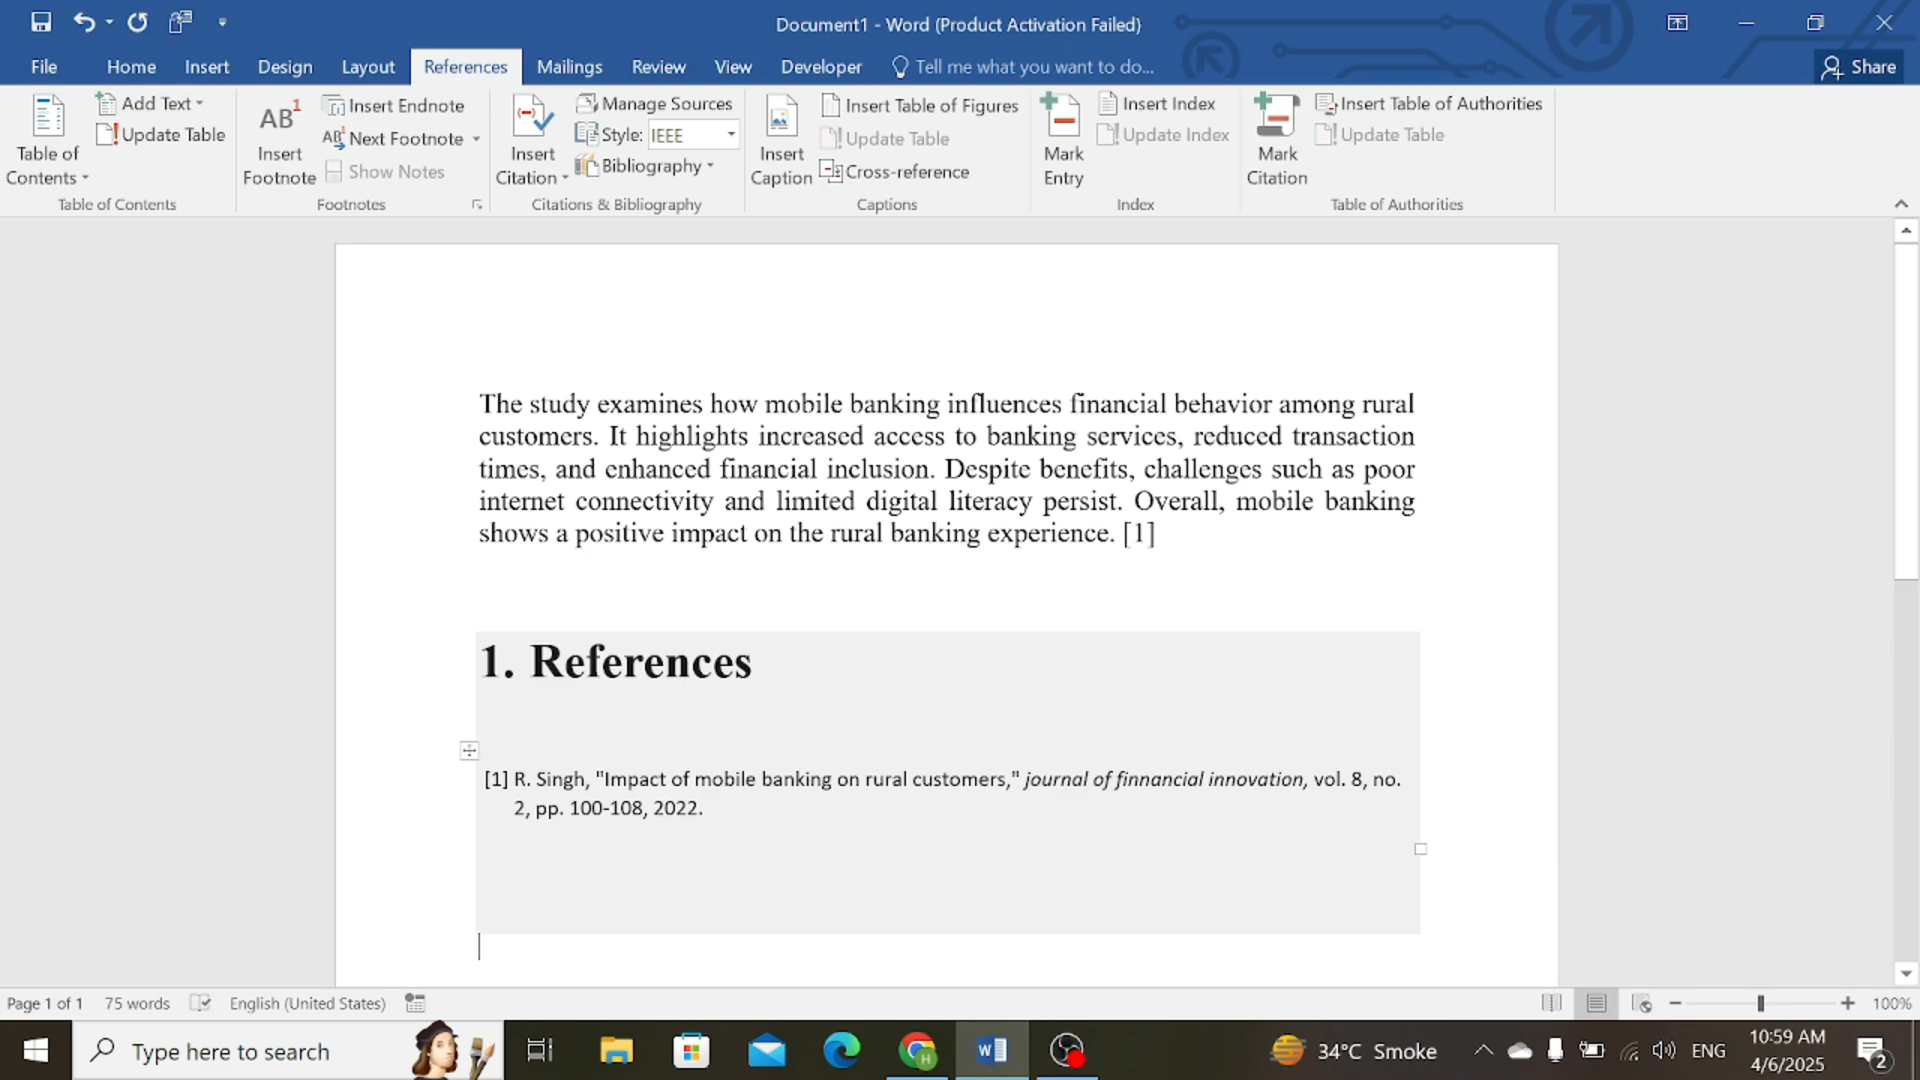 Document1 - Word (Product Activation Failed)
File Home Insert Design Layout References Mailings Review View Developer Tell me what you want to do... Share
Table of Contents
Add Text
Update Table
Table of Contents
AB1 Insert Footnote
Insert Endnote
AB1 Next Footnote
Show Notes
Footnotes
Insert Citation
Manage Sources
Style: IEEE
Bibliography
Citations & Bibliography
Insert Caption
Insert Table of Figures
Update Table
Cross-reference
Captions
Mark Entry
Insert Index
Update Index
Index
Mark Citation
Insert Table of Authorities
Update Table
Table of Authorities
The study examines how mobile banking influences financial behavior among rural
customers. It highlights increased access to banking services, reduced transaction
times, and enhanced financial inclusion. Despite benefits, challenges such as poor
internet connectivity and limited digital literacy persist. Overall, mobile banking
shows a positive impact on the rural banking experience. [1]
1. References
[1] R. Singh, "Impact of mobile banking on rural customers," journal of finnancial innovation, vol. 8, no.
2, pp. 100-108, 2022.
Page 1 of 1 75 words English (United States) 100%
Type here to search 34°C Smoke ENG 10:59 AM
4/6/2025 2